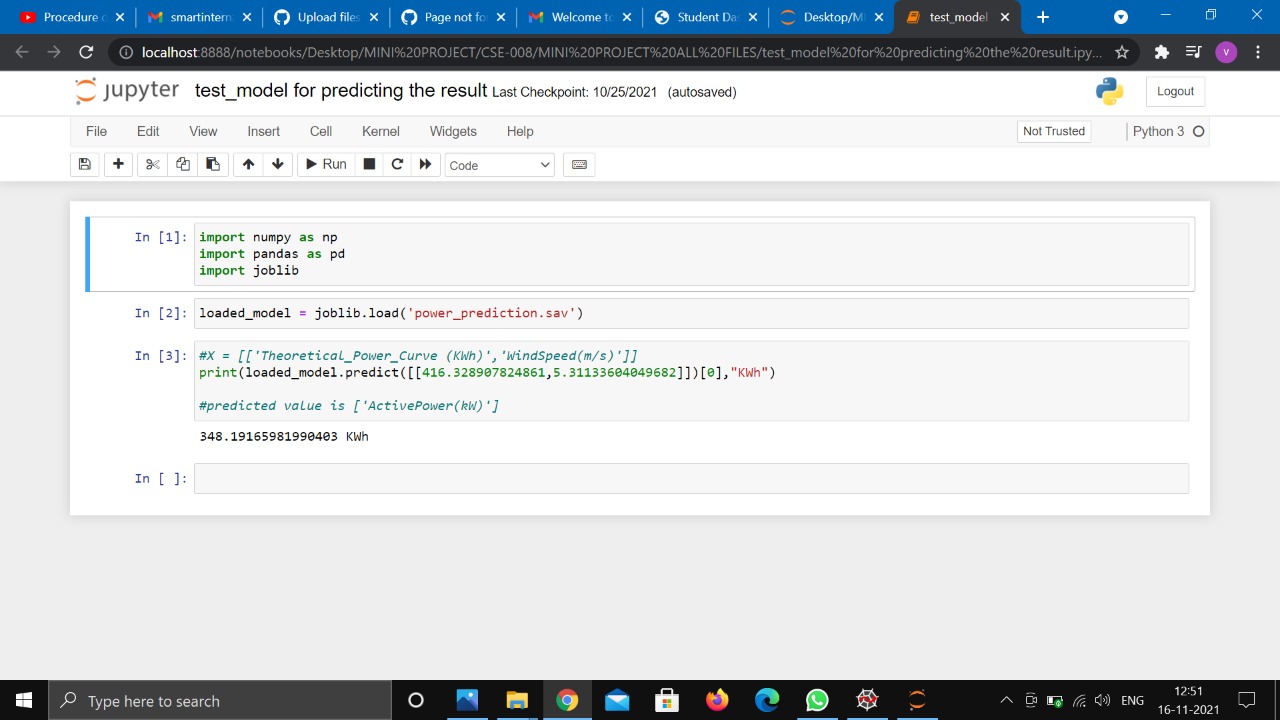 Procedure o
smartintern
Upload files
Page not fo
Welcome to
Student Das
Desktop/MI
test_model
localhost:8888/notebooks/Desktop/MINI%20PROJECT/CSE-008/MINI%20PROJECT%20ALL%20FILES/test_model%20for%20predicting%20the%20result.ipy...
V
jupyter test_model for predicting the result Last Checkpoint: 10/25/2021 (autosaved)
Logout
File Edit View Insert Cell Kernel Widgets Help
Not Trusted
Python 3
Run
Code
In [1]: import numpy as np
import pandas as pd
import joblib
In [2]: loaded_model = joblib.load('power_prediction.sav')
In [3]: #X = [['Theoretical_Power_Curve (KWh)','WindSpeed(m/s)']]
print(loaded_model.predict([[416.328907824861,5.31133604049682]])[0],"KWh")
#predicted value is ['ActivePower(kW)']
348.19165981990403 KWh
In [ ]:
Type here to search
ENG
12:51
16-11-2021